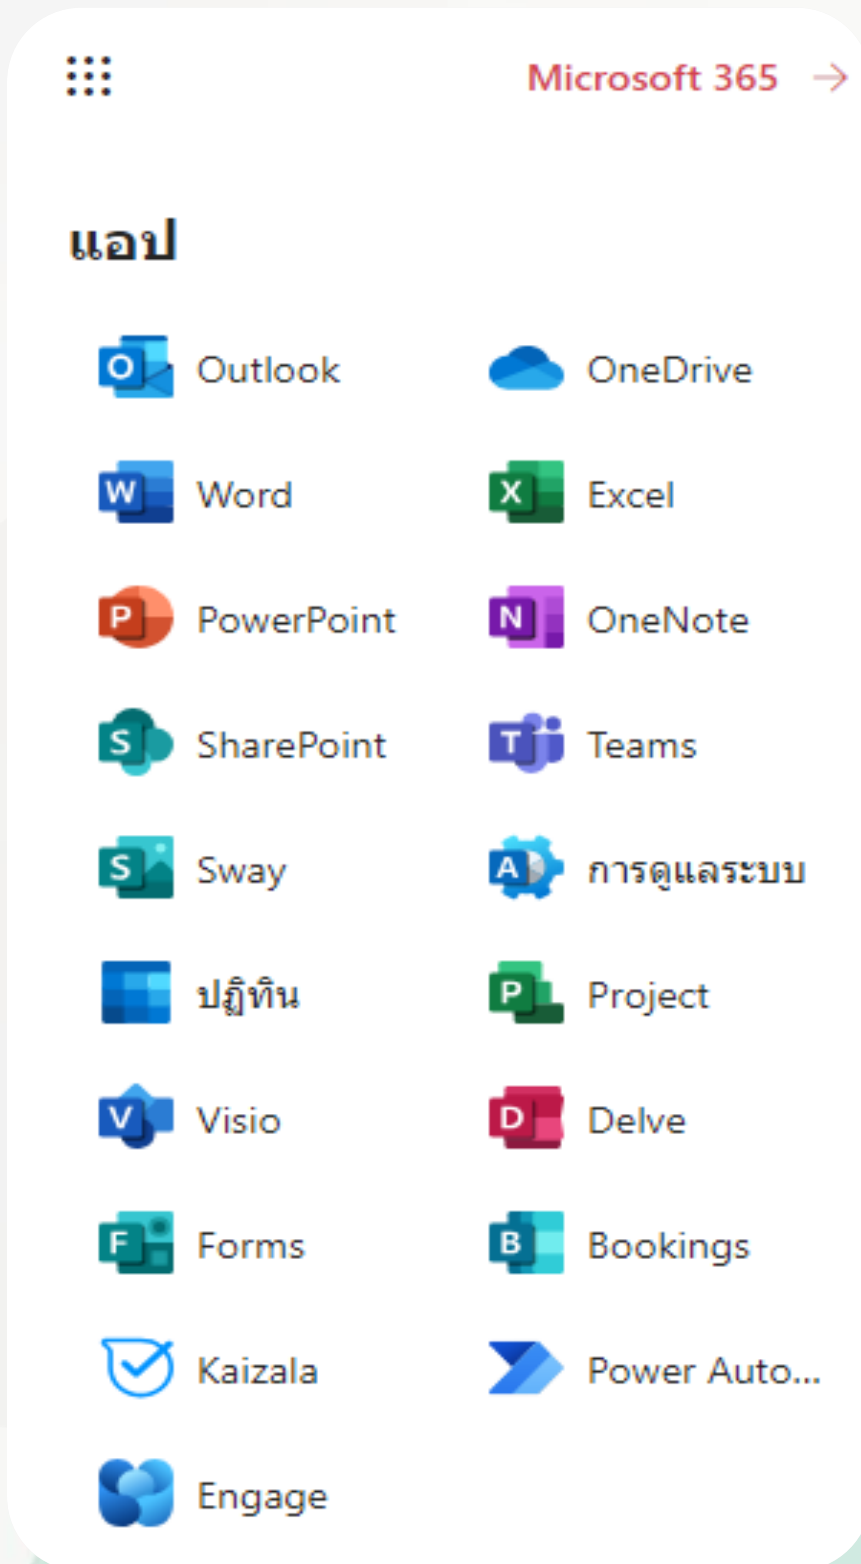 Microsoft 365 →
แอป
Outlook OneDrive
Word Excel
PowerPoint OneNote
SharePoint Teams
Sway การดูแลระบบ
ปฏิทิน Project
Visio Delve
Forms Bookings
Kaizala Power Auto...
Engage